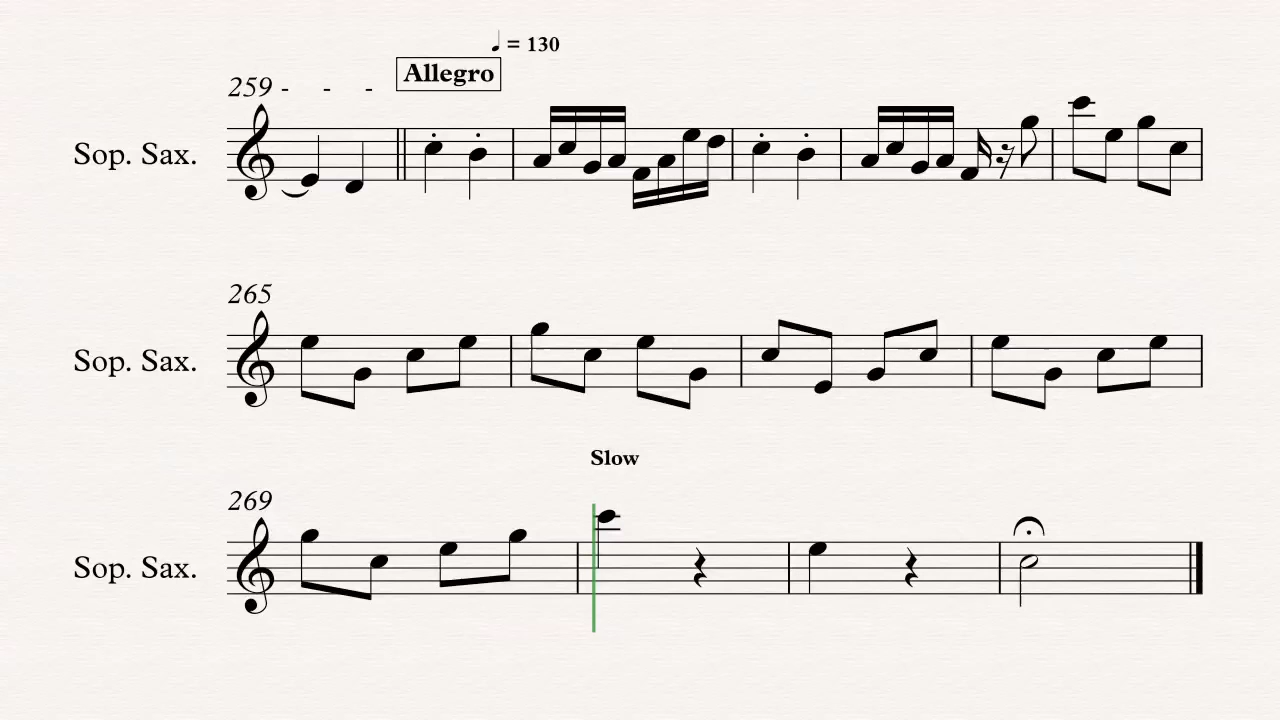 ♩ = 130
Allegro
259 - - -
Sop. Sax.
265
Sop. Sax.
Slow
269
Sop. Sax.